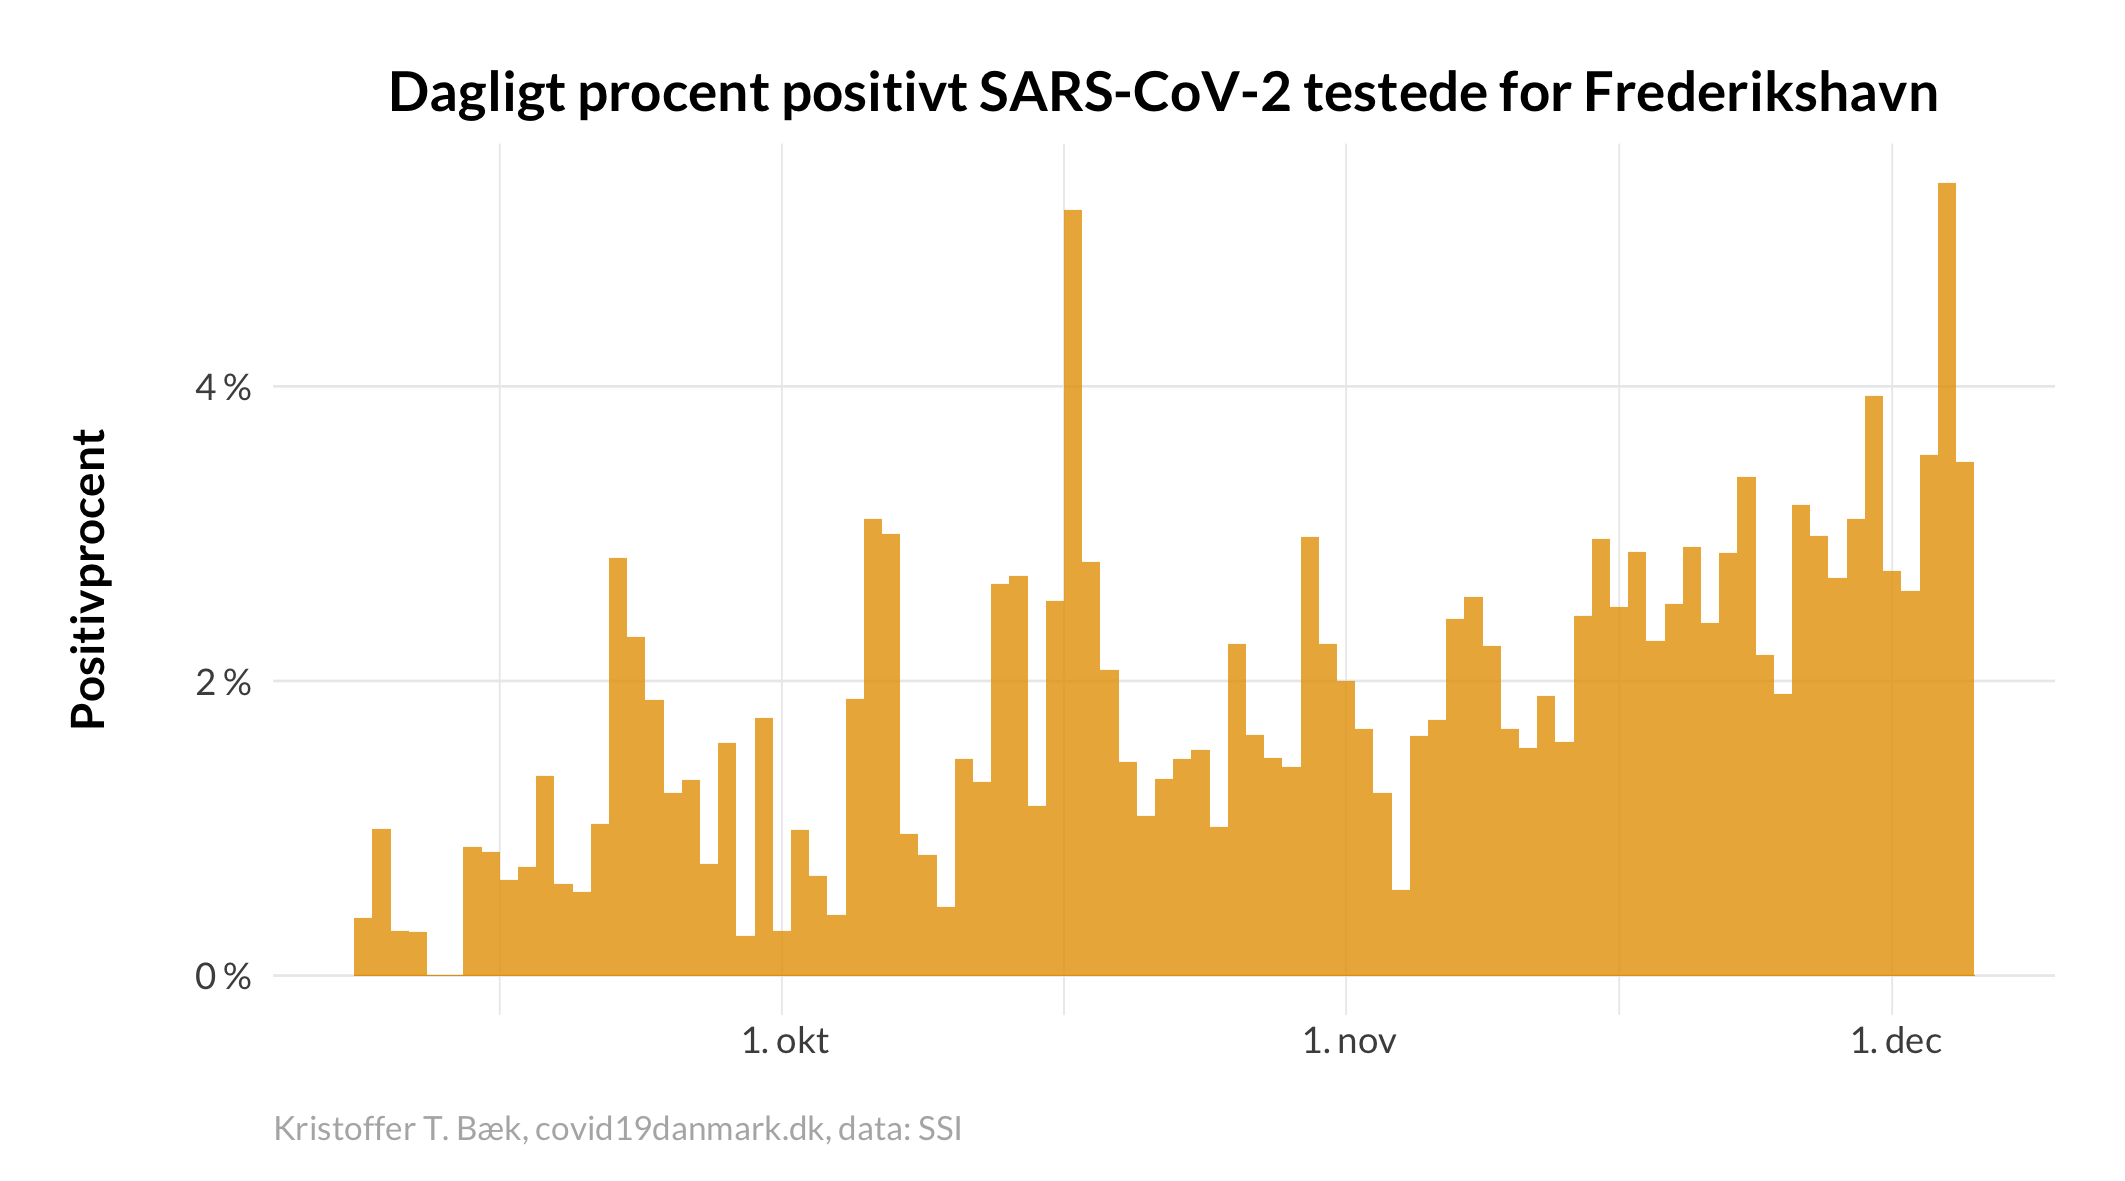 Dagligt procent positivt SARS-CoV-2 testede for Frederikshavn
Positivprocent
4 %
2 %
0 %
1. okt
1. nov
1. dec
Kristoffer T. Bæk, covid19danmark.dk, data: SSI